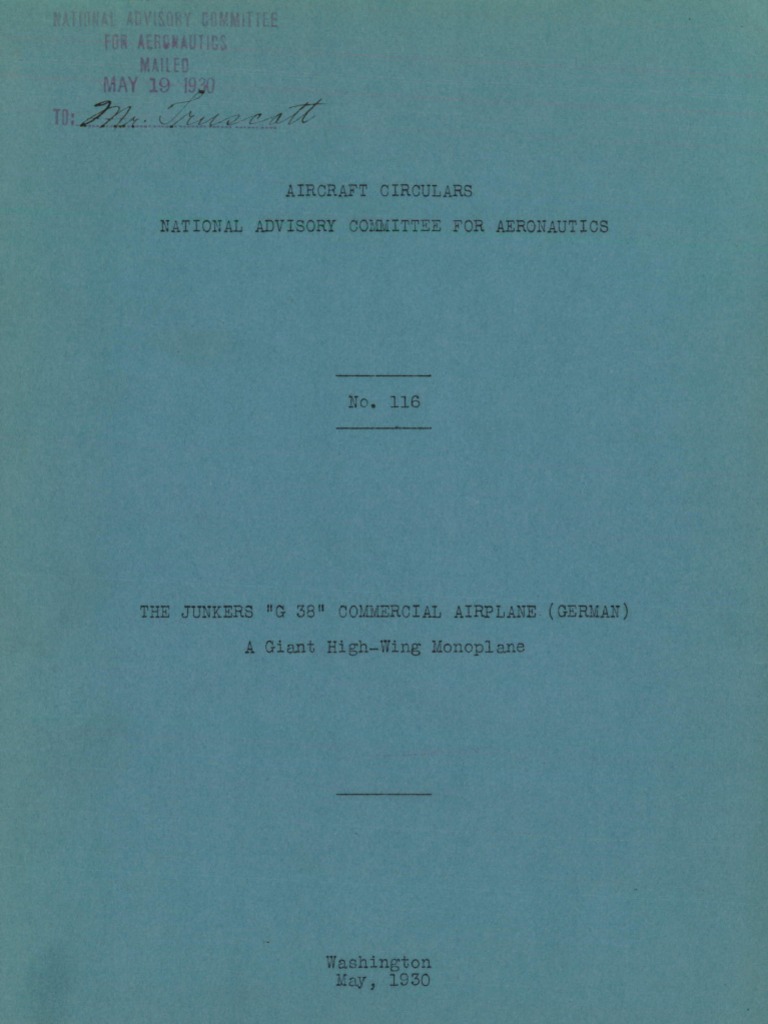 NATIONAL ADVISORY COMMITTEE
FOR AERONAUTICS
MAILED
MAY 19 1930
TO: Mr. Truscott
AIRCRAFT CIRCULARS
NATIONAL ADVISORY COMMITTEE FOR AERONAUTICS
No. 116
THE JUNKERS "G 38" COMMERCIAL AIRPLANE (GERMAN)
A Giant High-Wing Monoplane
Washington
May, 1930